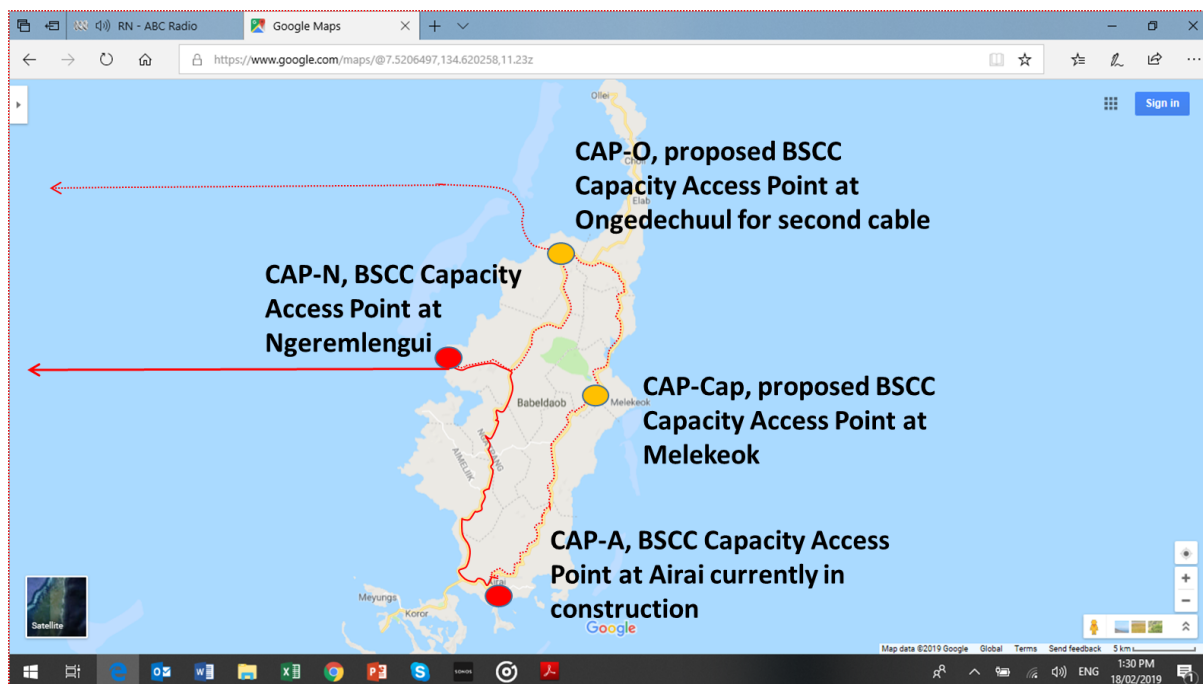 RN - ABC Radio
Google Maps
https://www.google.com/maps/@7.5206497,134.620258,11.23z
Sign in
Ollei
CAP-O, proposed BSCC
Capacity Access Point at
Ongedechuul for second cable
Elab
CAP-N, BSCC Capacity
Access Point at
Ngeremlengui
CAP-Cap, proposed BSCC
Capacity Access Point at
Melekeok
Babeldaob
Melekeok
NGATPANG
AIMELIIK
CAP-A, BSCC Capacity Access
Point at Airai currently in
construction
Airai
Meyungs
Koror
Satellite
Google
Map data ©2019 Google Global Terms Send feedback 5 km
SONOS
ENG
1:30 PM
18/02/2019